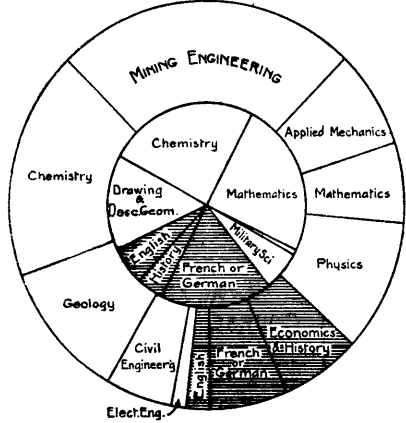 MINING ENGINEERING
Chemistry
Applied Mechanics
Chemistry
Drawing
&
Desc. Geom.
Mathematics
Mathematics
Military Sci
English
History
French or
German
Physics
Geology
Civil
Engineer'g
Elect. Eng.
English
French
or
German
Economics
& History